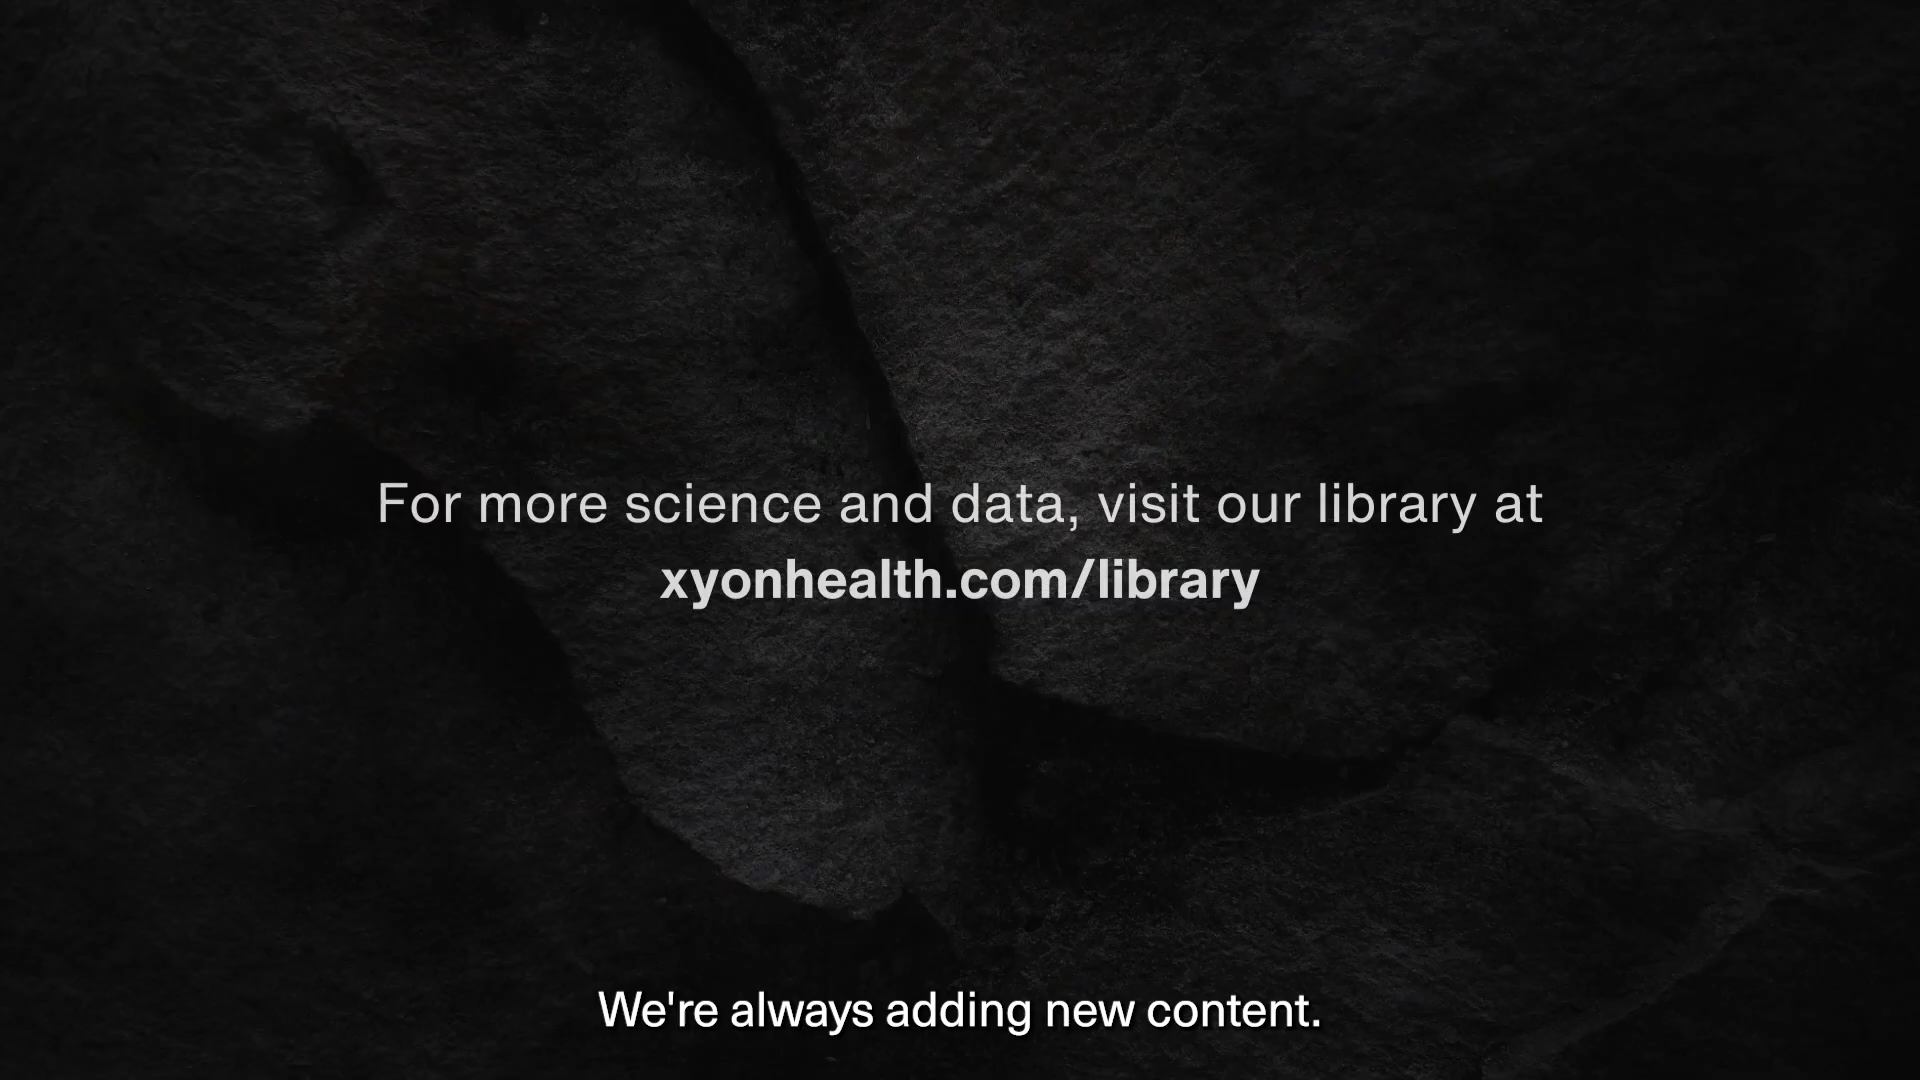 For more science and data, visit our library at
xyonhealth.com/library
We're always adding new content.